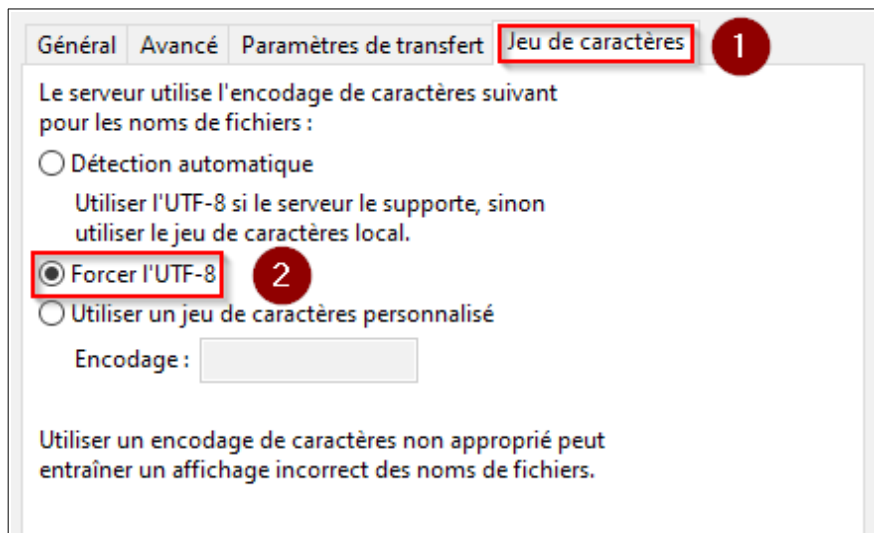 Général Avancé Paramètres de transfert Jeu de caractères 1
Le serveur utilise l'encodage de caractères suivant
pour les noms de fichiers :
Détection automatique
Utiliser l'UTF-8 si le serveur le supporte, sinon
utiliser le jeu de caractères local.
Forcer l'UTF-8 2
Utiliser un jeu de caractères personnalisé
Encodage :
Utiliser un encodage de caractères non approprié peut
entraîner un affichage incorrect des noms de fichiers.